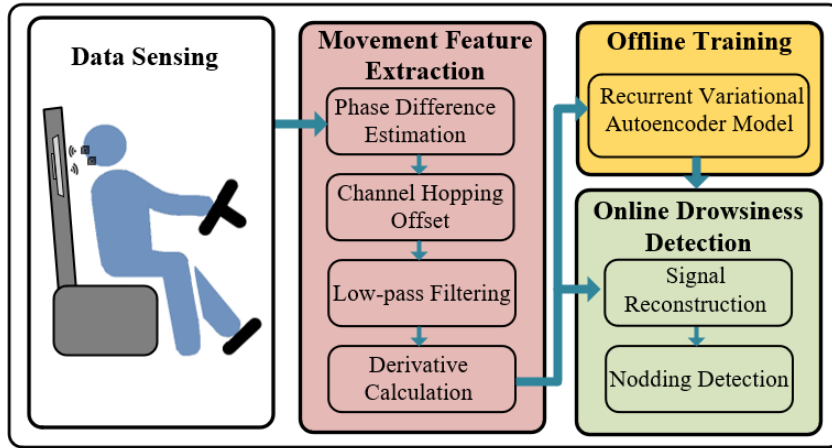 Data Sensing
Movement Feature
Extraction
Phase Difference
Estimation
Channel Hopping
Offset
Low-pass Filtering
Derivative
Calculation
Offline Training
Recurrent Variational
Autoencoder Model
Online Drowsiness
Detection
Signal
Reconstruction
Nodding Detection